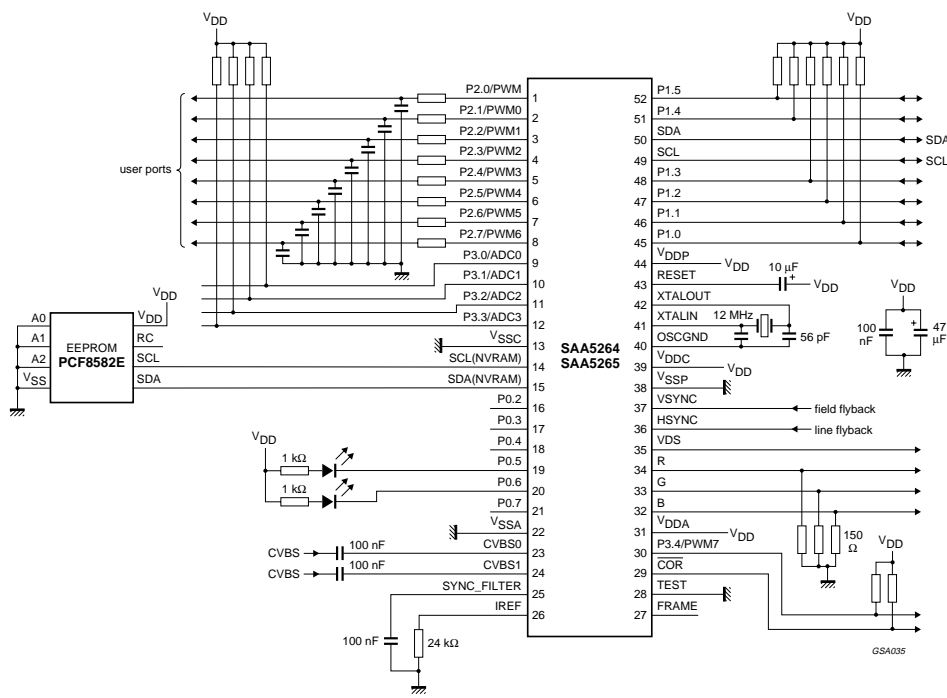 VDD
VDD
P2.0/PWM 1
P2.1/PWM0 2
P2.2/PWM1 3
P2.3/PWM2 4
user ports
P2.4/PWM3 5
P2.5/PWM4 6
P2.6/PWM5 7
P2.7/PWM6 8
P3.0/ADC0 9
P3.1/ADC1 10
P3.2/ADC2 11
P3.3/ADC3 12
VSSC 13
SCL(NVRAM) 14
SDA(NVRAM) 15
P0.2 16
P0.3 17
P0.4 18
P0.5 19
P0.6 20
P0.7 21
VSSA 22
CVBS0 23
CVBS1 24
SYNC_FILTER 25
IREF 26
SAA5264
SAA5265
52 P1.5
51 P1.4
50 SDA SDA
49 SCL SCL
48 P1.3
47 P1.2
46 P1.1
45 P1.0
44 VDDP VDD
43 RESET 10 μF + VDD
42 XTALOUT
41 XTALIN 12 MHz
40 OSCGND 56 pF
39 VDDC VDD
38 VSSP
37 VSYNC field flyback
36 HSYNC line flyback
35 VDS
34 R
33 G
32 B
31 VDDA VDD
30 P3.4/PWM7
29 COR
28 TEST
27 FRAME
VDD
100 nF
+ 47 μF
150 Ω
VDD
VDD
A0 VDD
A1 RC
A2 SCL
VSS SDA
EEPROM
PCF8582E
VDD
1 kΩ
1 kΩ
CVBS 100 nF
CVBS 100 nF
100 nF
24 kΩ
GSA035